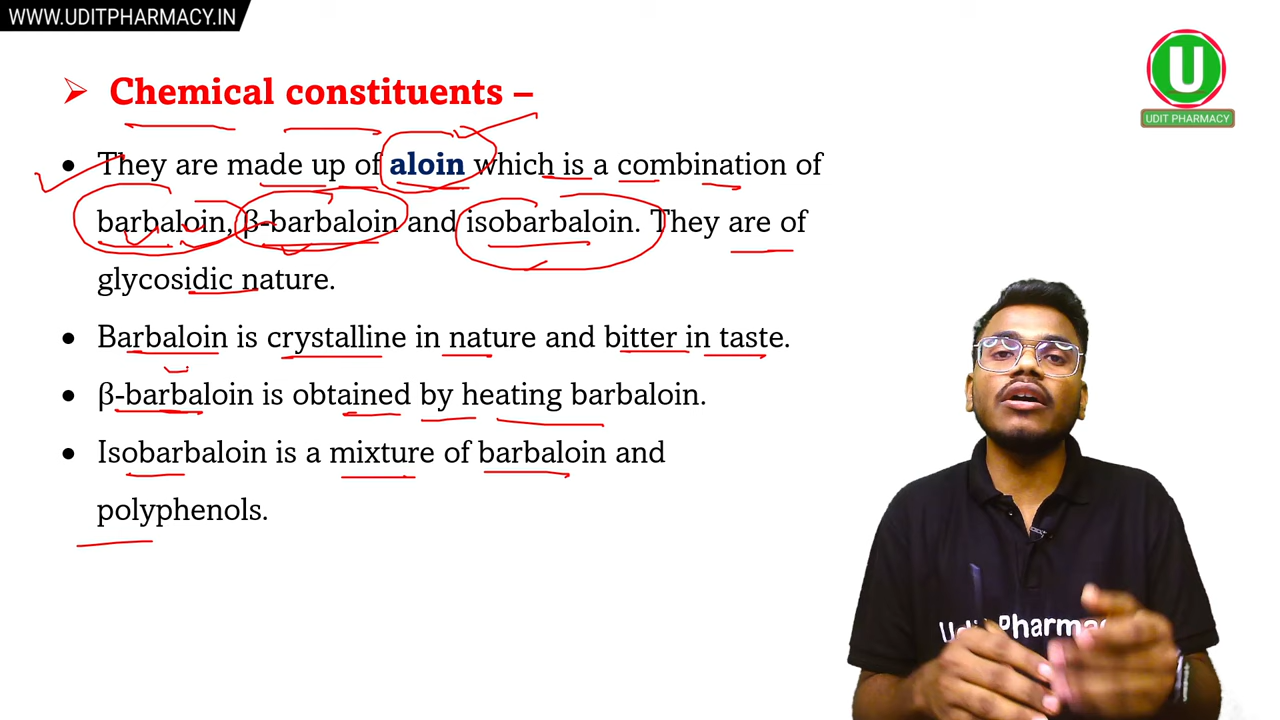 WWW.UDITPHARMACY.IN
U
UDIT PHARMACY
➢ Chemical constituents –
• They are made up of aloin which is a combination of
barbaloin, β-barbaloin and isobarbaloin. They are of
glycosidic nature.
• Barbaloin is crystalline in nature and bitter in taste.
• β-barbaloin is obtained by heating barbaloin.
• Isobarbaloin is a mixture of barbaloin and
polyphenols.
Udit Pharmac